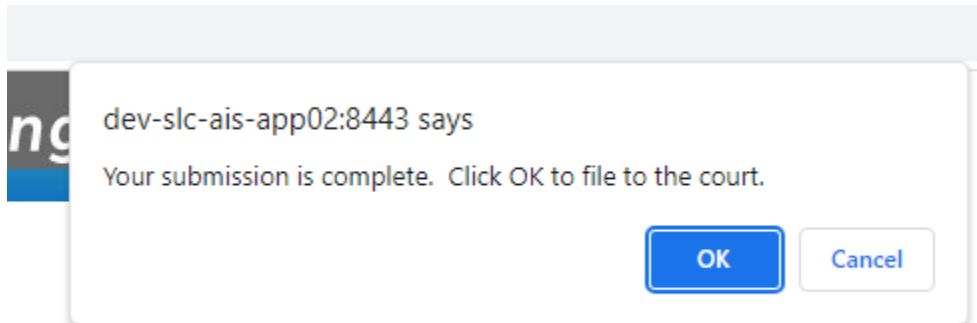 ng
dev-slc-ais-app02:8443 says
Your submission is complete.  Click OK to file to the court.
OK
Cancel